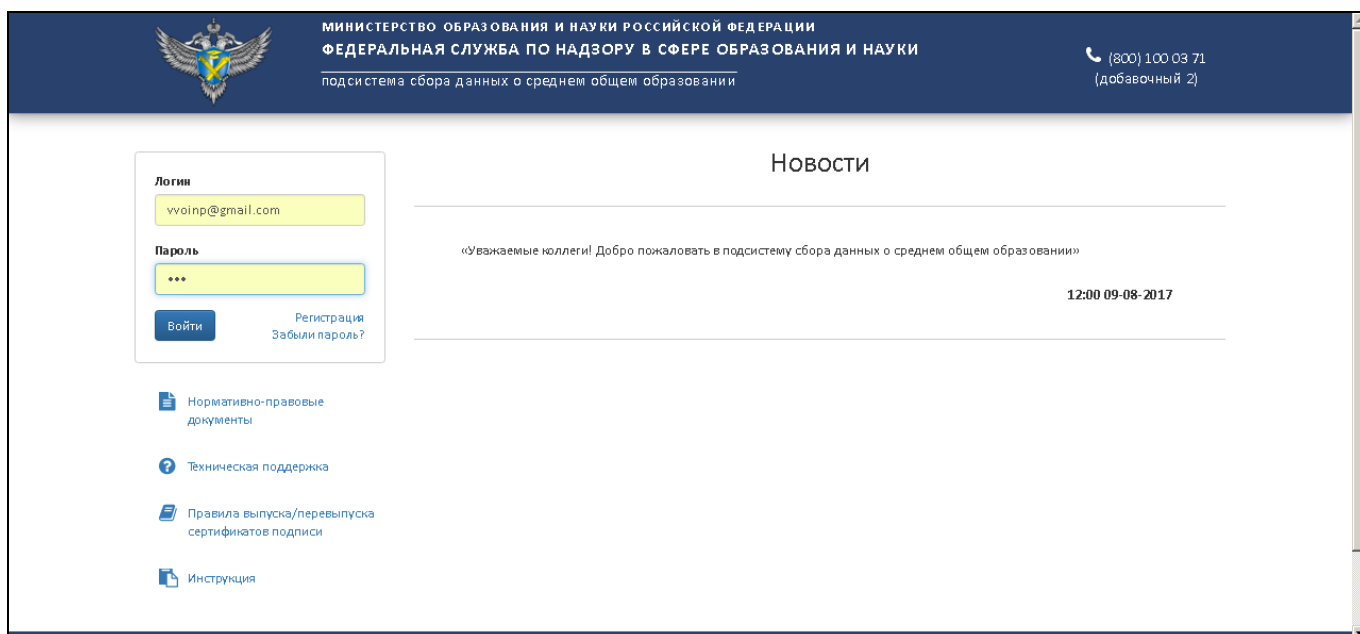 МИНИСТЕРСТВО ОБРАЗОВАНИЯ И НАУКИ РОССИЙСКОЙ ФЕДЕРАЦИИ
ФЕДЕРАЛЬНАЯ СЛУЖБА ПО НАДЗОРУ В СФЕРЕ ОБРАЗОВАНИЯ И НАУКИ
подсистема сбора данных о среднем общем образовании
(800) 100 03 71
(добавочный 2)
Логин
vvoinp@gmail.com
Пароль
•••
Войти
Регистрация
Забыли пароль?
Нормативно-правовые
документы
Техническая поддержка
Правила выпуска/перевыпуска
сертификатов подписи
Инструкция
Новости
«Уважаемые коллеги! Добро пожаловать в подсистему сбора данных о среднем общем образовании»
12:00 09-08-2017